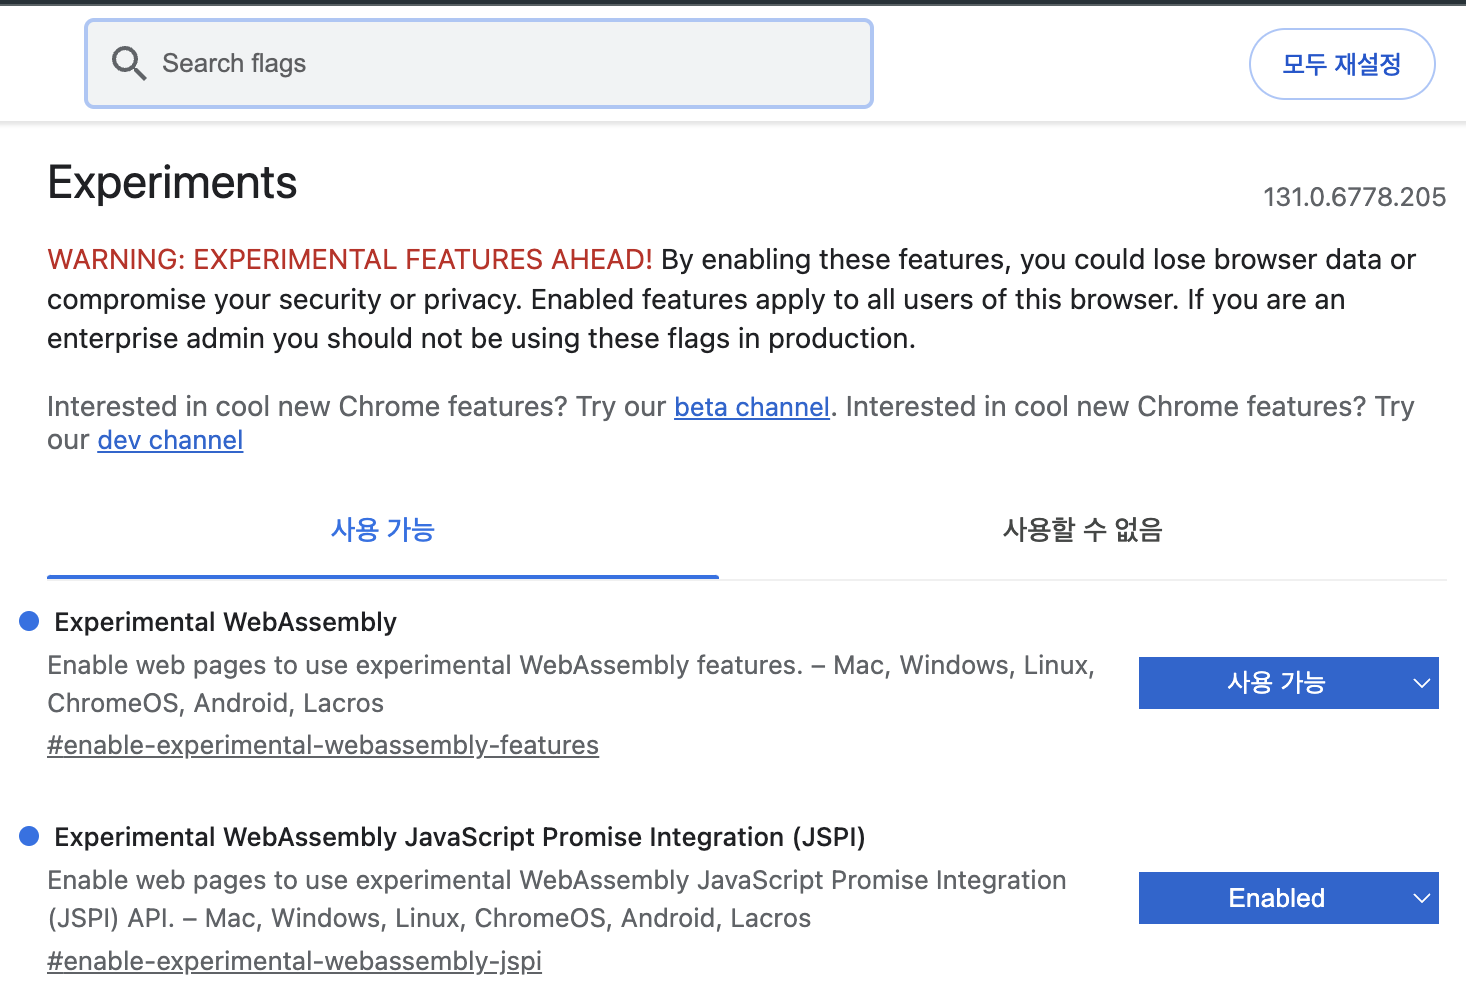 Search flags
모두 재설정
Experiments
131.0.6778.205
WARNING: EXPERIMENTAL FEATURES AHEAD! By enabling these features, you could lose browser data or
compromise your security or privacy. Enabled features apply to all users of this browser. If you are an
enterprise admin you should not be using these flags in production.
Interested in cool new Chrome features? Try our beta channel. Interested in cool new Chrome features? Try
our dev channel
사용 가능
사용할 수 없음
Experimental WebAssembly
Enable web pages to use experimental WebAssembly features. – Mac, Windows, Linux,
ChromeOS, Android, Lacros
#enable-experimental-webassembly-features
사용 가능
Experimental WebAssembly JavaScript Promise Integration (JSPI)
Enable web pages to use experimental WebAssembly JavaScript Promise Integration
(JSPI) API. – Mac, Windows, Linux, ChromeOS, Android, Lacros
#enable-experimental-webassembly-jspi
Enabled